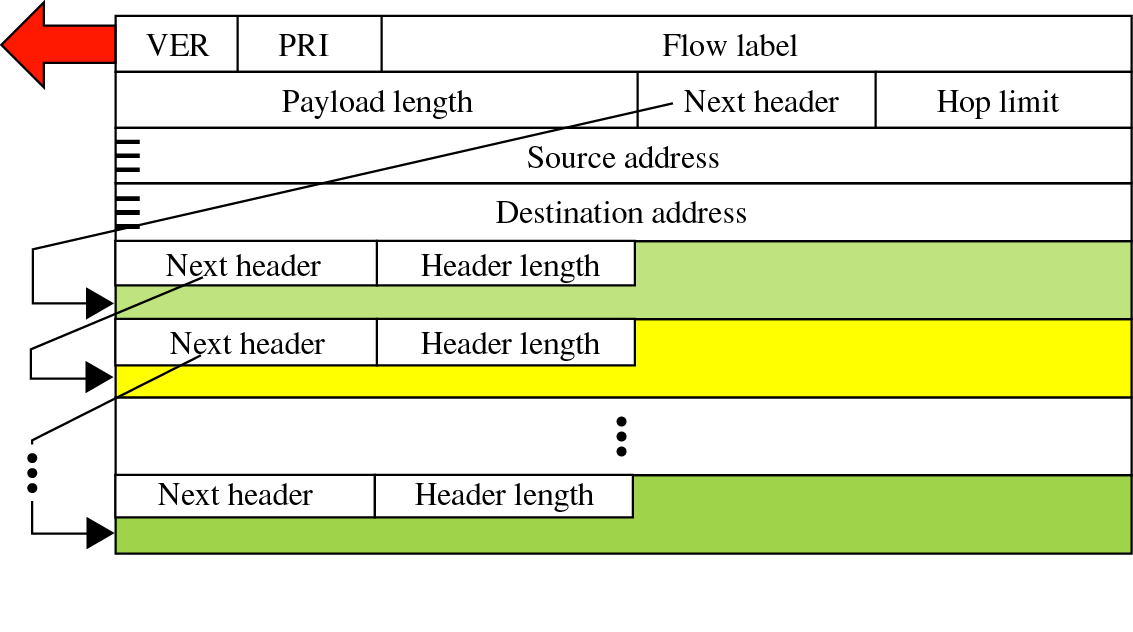 VER PRI Flow label
Payload length Next header Hop limit
Source address
Destination address
Next header Header length
Next header Header length
Next header Header length